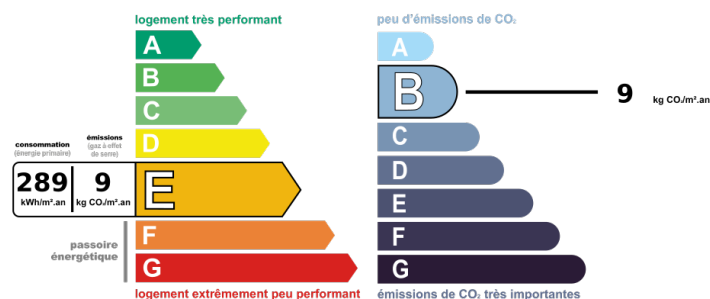 logement très performant
A
B
C
D
consommation
(énergie primaire)
émissions
(gaz à effet
de serre)
289
kWh/m².an
9
kg CO₂/m².an
E
F
G
passoire
énergétique
logement extrêmement peu performant
peu d'émissions de CO₂
A
B
9
kg CO₂/m².an
C
D
E
F
G
émissions de CO₂ très importantes